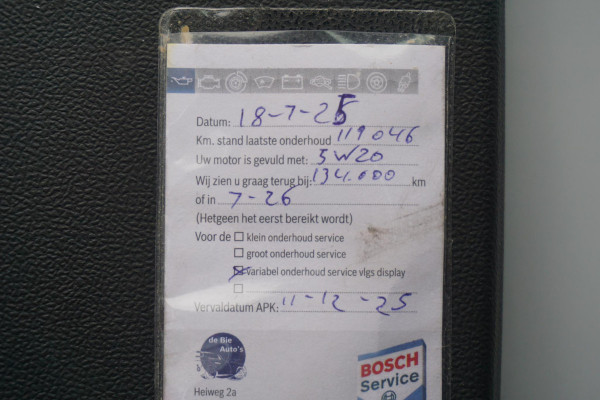 Datum: 18-7-25
Km. stand laatste onderhoud 119046
Uw motor is gevuld met: 5W20
Wij zien u graag terug bij: 134.000 km
of in 7-26
(Hetgeen het eerst bereikt wordt)
Voor de klein onderhoud service
groot onderhoud service
variabel onderhoud service vlgs display
Vervaldatum APK: 11-12-25
de Bie
Auto's
Heiweg 2a
BOSCH
Service